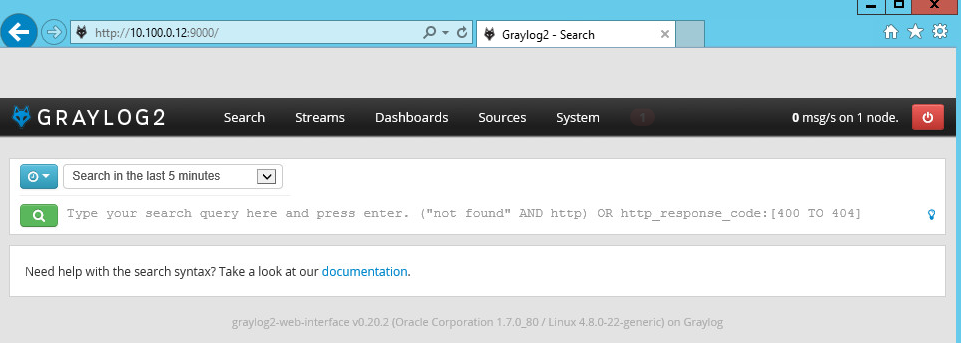 http://10.100.0.12:9000/
Graylog2 - Search
GRAYLOG2 Search Streams Dashboards Sources System 1 0 msg/s on 1 node.
Search in the last 5 minutes
Type your search query here and press enter. ("not found" AND http) OR http_response_code:[400 TO 404]
Need help with the search syntax? Take a look at our documentation.
graylog2-web-interface v0.20.2 (Oracle Corporation 1.7.0_80 / Linux 4.8.0-22-generic) on Graylog